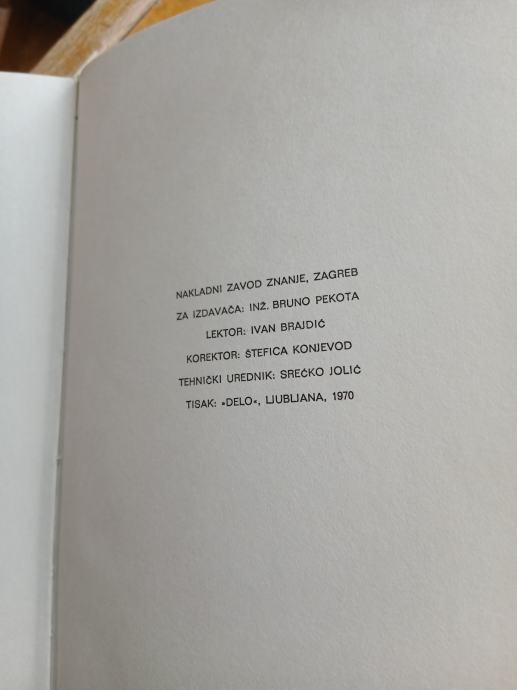 NAKLADNI ZAVOD ZNANJE, ZAGREB
ZA IZDAVAČA: INŽ. BRUNO PEKOTA
LEKTOR: IVAN BRAJDIĆ
KOREKTOR: ŠTEFICA KONJEVOD
TEHNIČKI UREDNIK: SREĆKO JOLIĆ
TISAK: »DELO«, LJUBLJANA, 1970